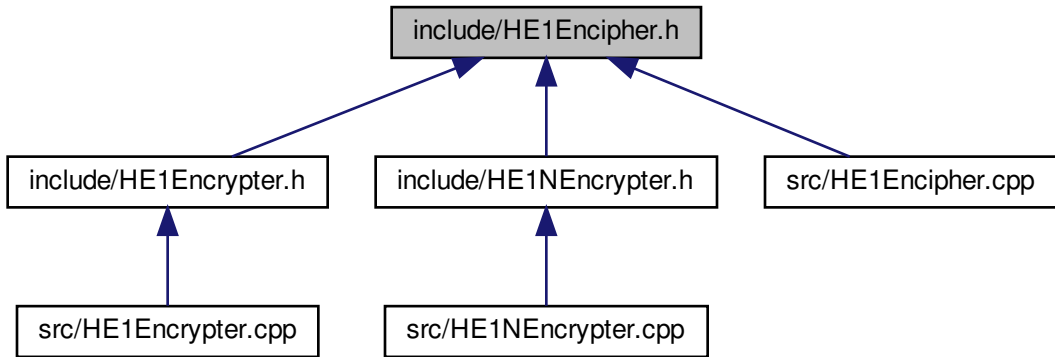 include/HE1Encipher.h
include/HE1Encrypter.h
include/HE1NEncrypter.h
src/HE1Encipher.cpp
src/HE1Encrypter.cpp
src/HE1NEncrypter.cpp